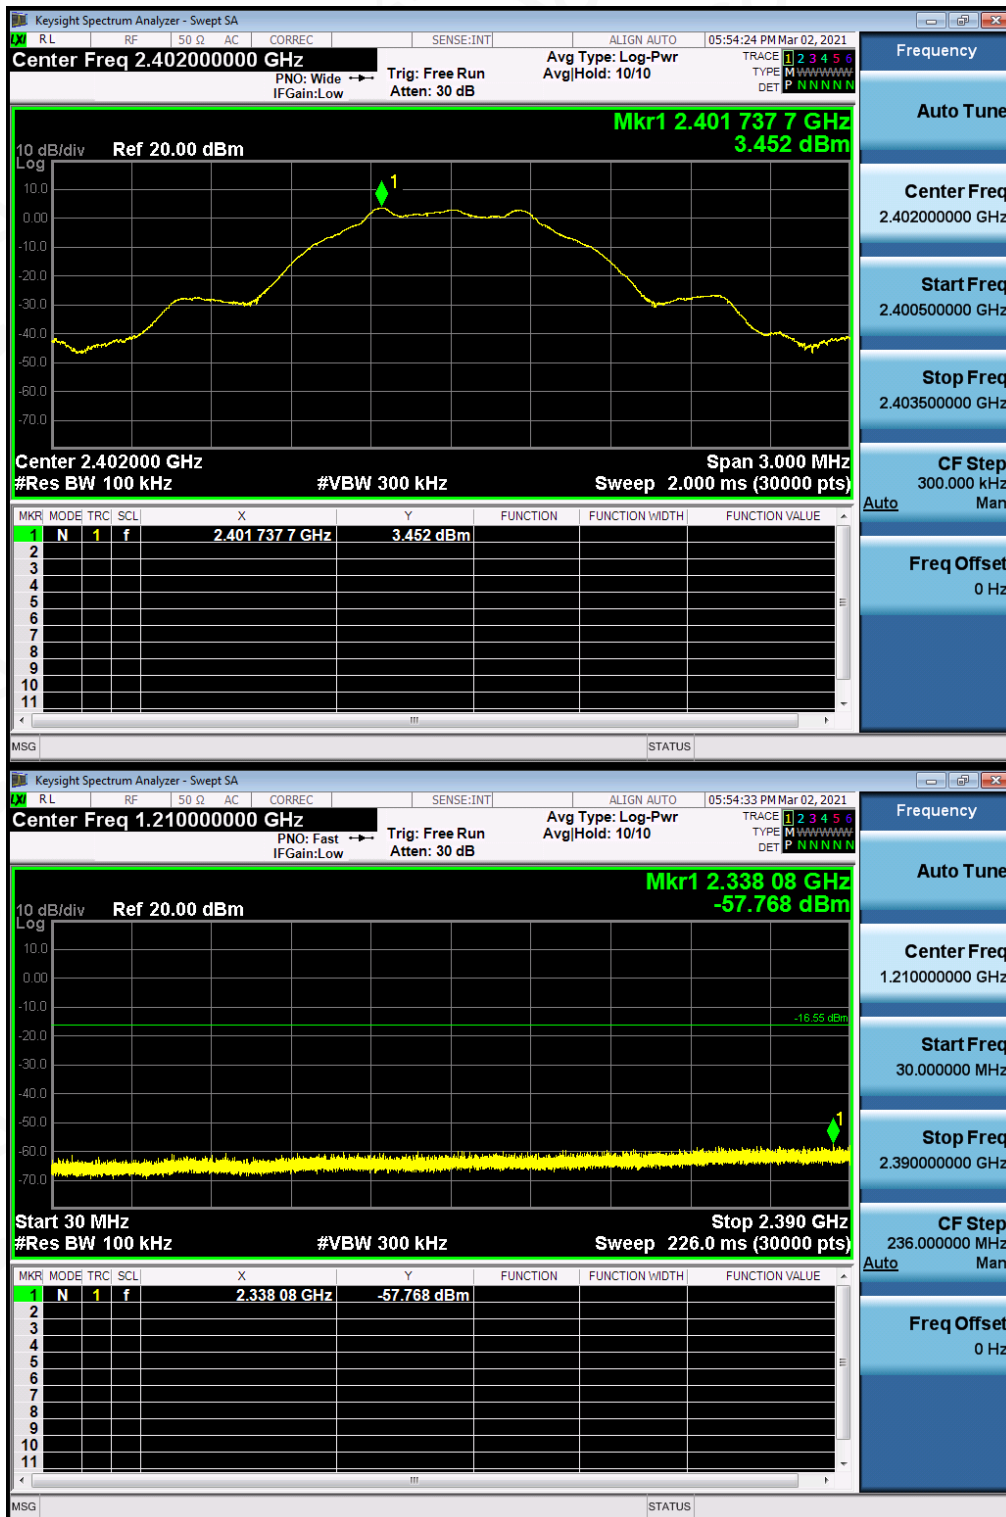 Keysight Spectrum Analyzer - Swept SA
LXI RL RF 50 Ω AC CORREC SENSE:INT ALIGN AUTO 05:54:24 PM Mar 02, 2021
Center Freq 2.402000000 GHz
PNO: Wide
IFGain:Low
Trig: Free Run
Atten: 30 dB
Avg Type: Log-Pwr
Avg|Hold: 10/10
TRACE 1 2 3 4 5 6
TYPE M WWWWW
DET P N N N N N
Mkr1 2.401 737 7 GHz
3.452 dBm
10 dB/div Ref 20.00 dBm
Log
10.0
0.00
-10.0
-20.0
-30.0
-40.0
-50.0
-60.0
-70.0
1
Center 2.402000 GHz Span 3.000 MHz
#Res BW 100 kHz #VBW 300 kHz Sweep 2.000 ms (30000 pts)
MKR MODE TRC SCL X Y FUNCTION FUNCTION WIDTH FUNCTION VALUE
1 N 1 f 2.401 737 7 GHz 3.452 dBm
2
3
4
5
6
7
8
9
10
11
MSG STATUS
Frequency
Auto Tune
Center Freq
2.402000000 GHz
Start Freq
2.400500000 GHz
Stop Freq
2.403500000 GHz
CF Step
300.000 kHz
Auto Man
Freq Offset
0 Hz
Keysight Spectrum Analyzer - Swept SA
LXI RL RF 50 Ω AC CORREC SENSE:INT ALIGN AUTO 05:54:33 PM Mar 02, 2021
Center Freq 1.210000000 GHz
PNO: Fast
IFGain:Low
Trig: Free Run
Atten: 30 dB
Avg Type: Log-Pwr
Avg|Hold: 10/10
TRACE 1 2 3 4 5 6
TYPE M WWWWW
DET P N N N N N
Mkr1 2.338 08 GHz
-57.768 dBm
10 dB/div Ref 20.00 dBm
Log
10.0
0.00
-10.0
-20.0
-30.0
-40.0
-50.0
-60.0
-70.0
-16.55 dBm
1
Start 30 MHz Stop 2.390 GHz
#Res BW 100 kHz #VBW 300 kHz Sweep 226.0 ms (30000 pts)
MKR MODE TRC SCL X Y FUNCTION FUNCTION WIDTH FUNCTION VALUE
1 N 1 f 2.338 08 GHz -57.768 dBm
2
3
4
5
6
7
8
9
10
11
MSG STATUS
Frequency
Auto Tune
Center Freq
1.210000000 GHz
Start Freq
30.000000 MHz
Stop Freq
2.390000000 GHz
CF Step
236.000000 MHz
Auto Man
Freq Offset
0 Hz